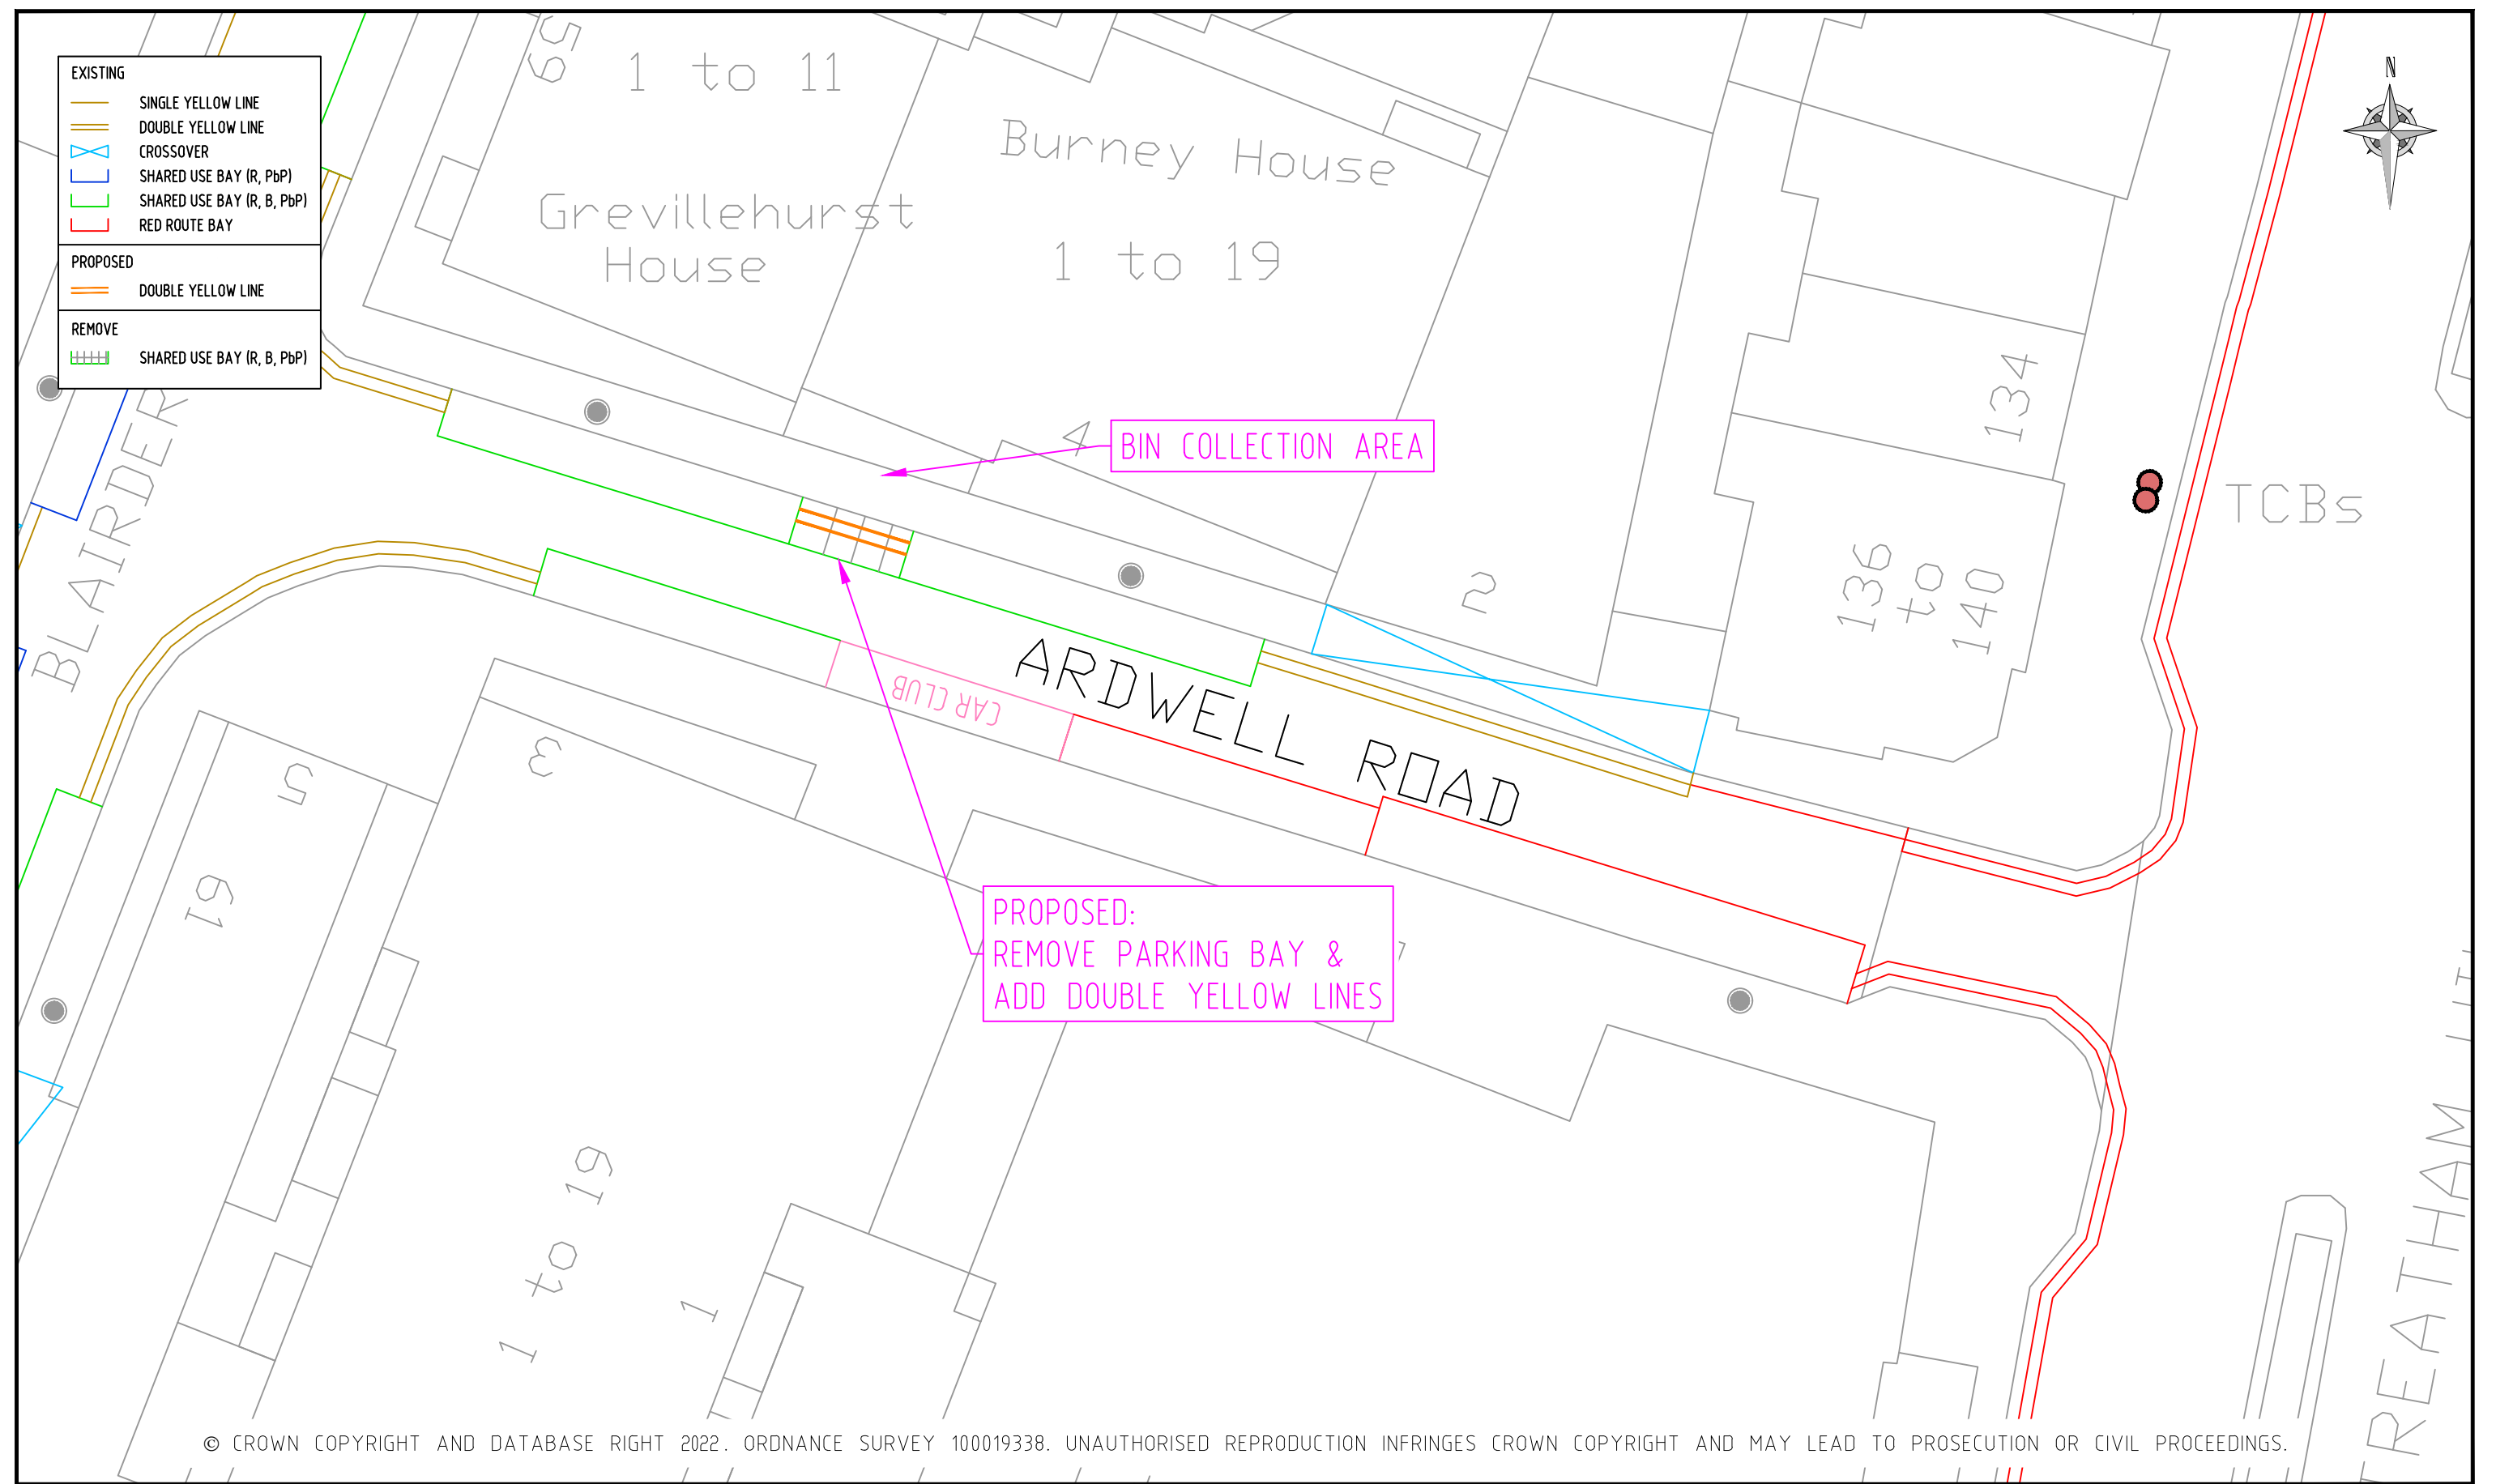 EXISTING
SINGLE YELLOW LINE
DOUBLE YELLOW LINE
CROSSOVER
SHARED USE BAY (R, PbP)
SHARED USE BAY (R, B, PbP)
RED ROUTE BAY
PROPOSED
DOUBLE YELLOW LINE
REMOVE
SHARED USE BAY (R, B, PbP)
N
59
1 to 11
Grevillehurst
House
Burney House
1 to 19
4
BIN COLLECTION AREA
2
134
136
to
140
TCBs
BLAIRDER
ARDWELL ROAD
CAR CLUB
3
5
61
PROPOSED:
REMOVE PARKING BAY &
ADD DOUBLE YELLOW LINES
1 to 19
1
REATHAM HI
© CROWN COPYRIGHT AND DATABASE RIGHT 2022. ORDNANCE SURVEY 100019338. UNAUTHORISED REPRODUCTION INFRINGES CROWN COPYRIGHT AND MAY LEAD TO PROSECUTION OR CIVIL PROCEEDINGS.